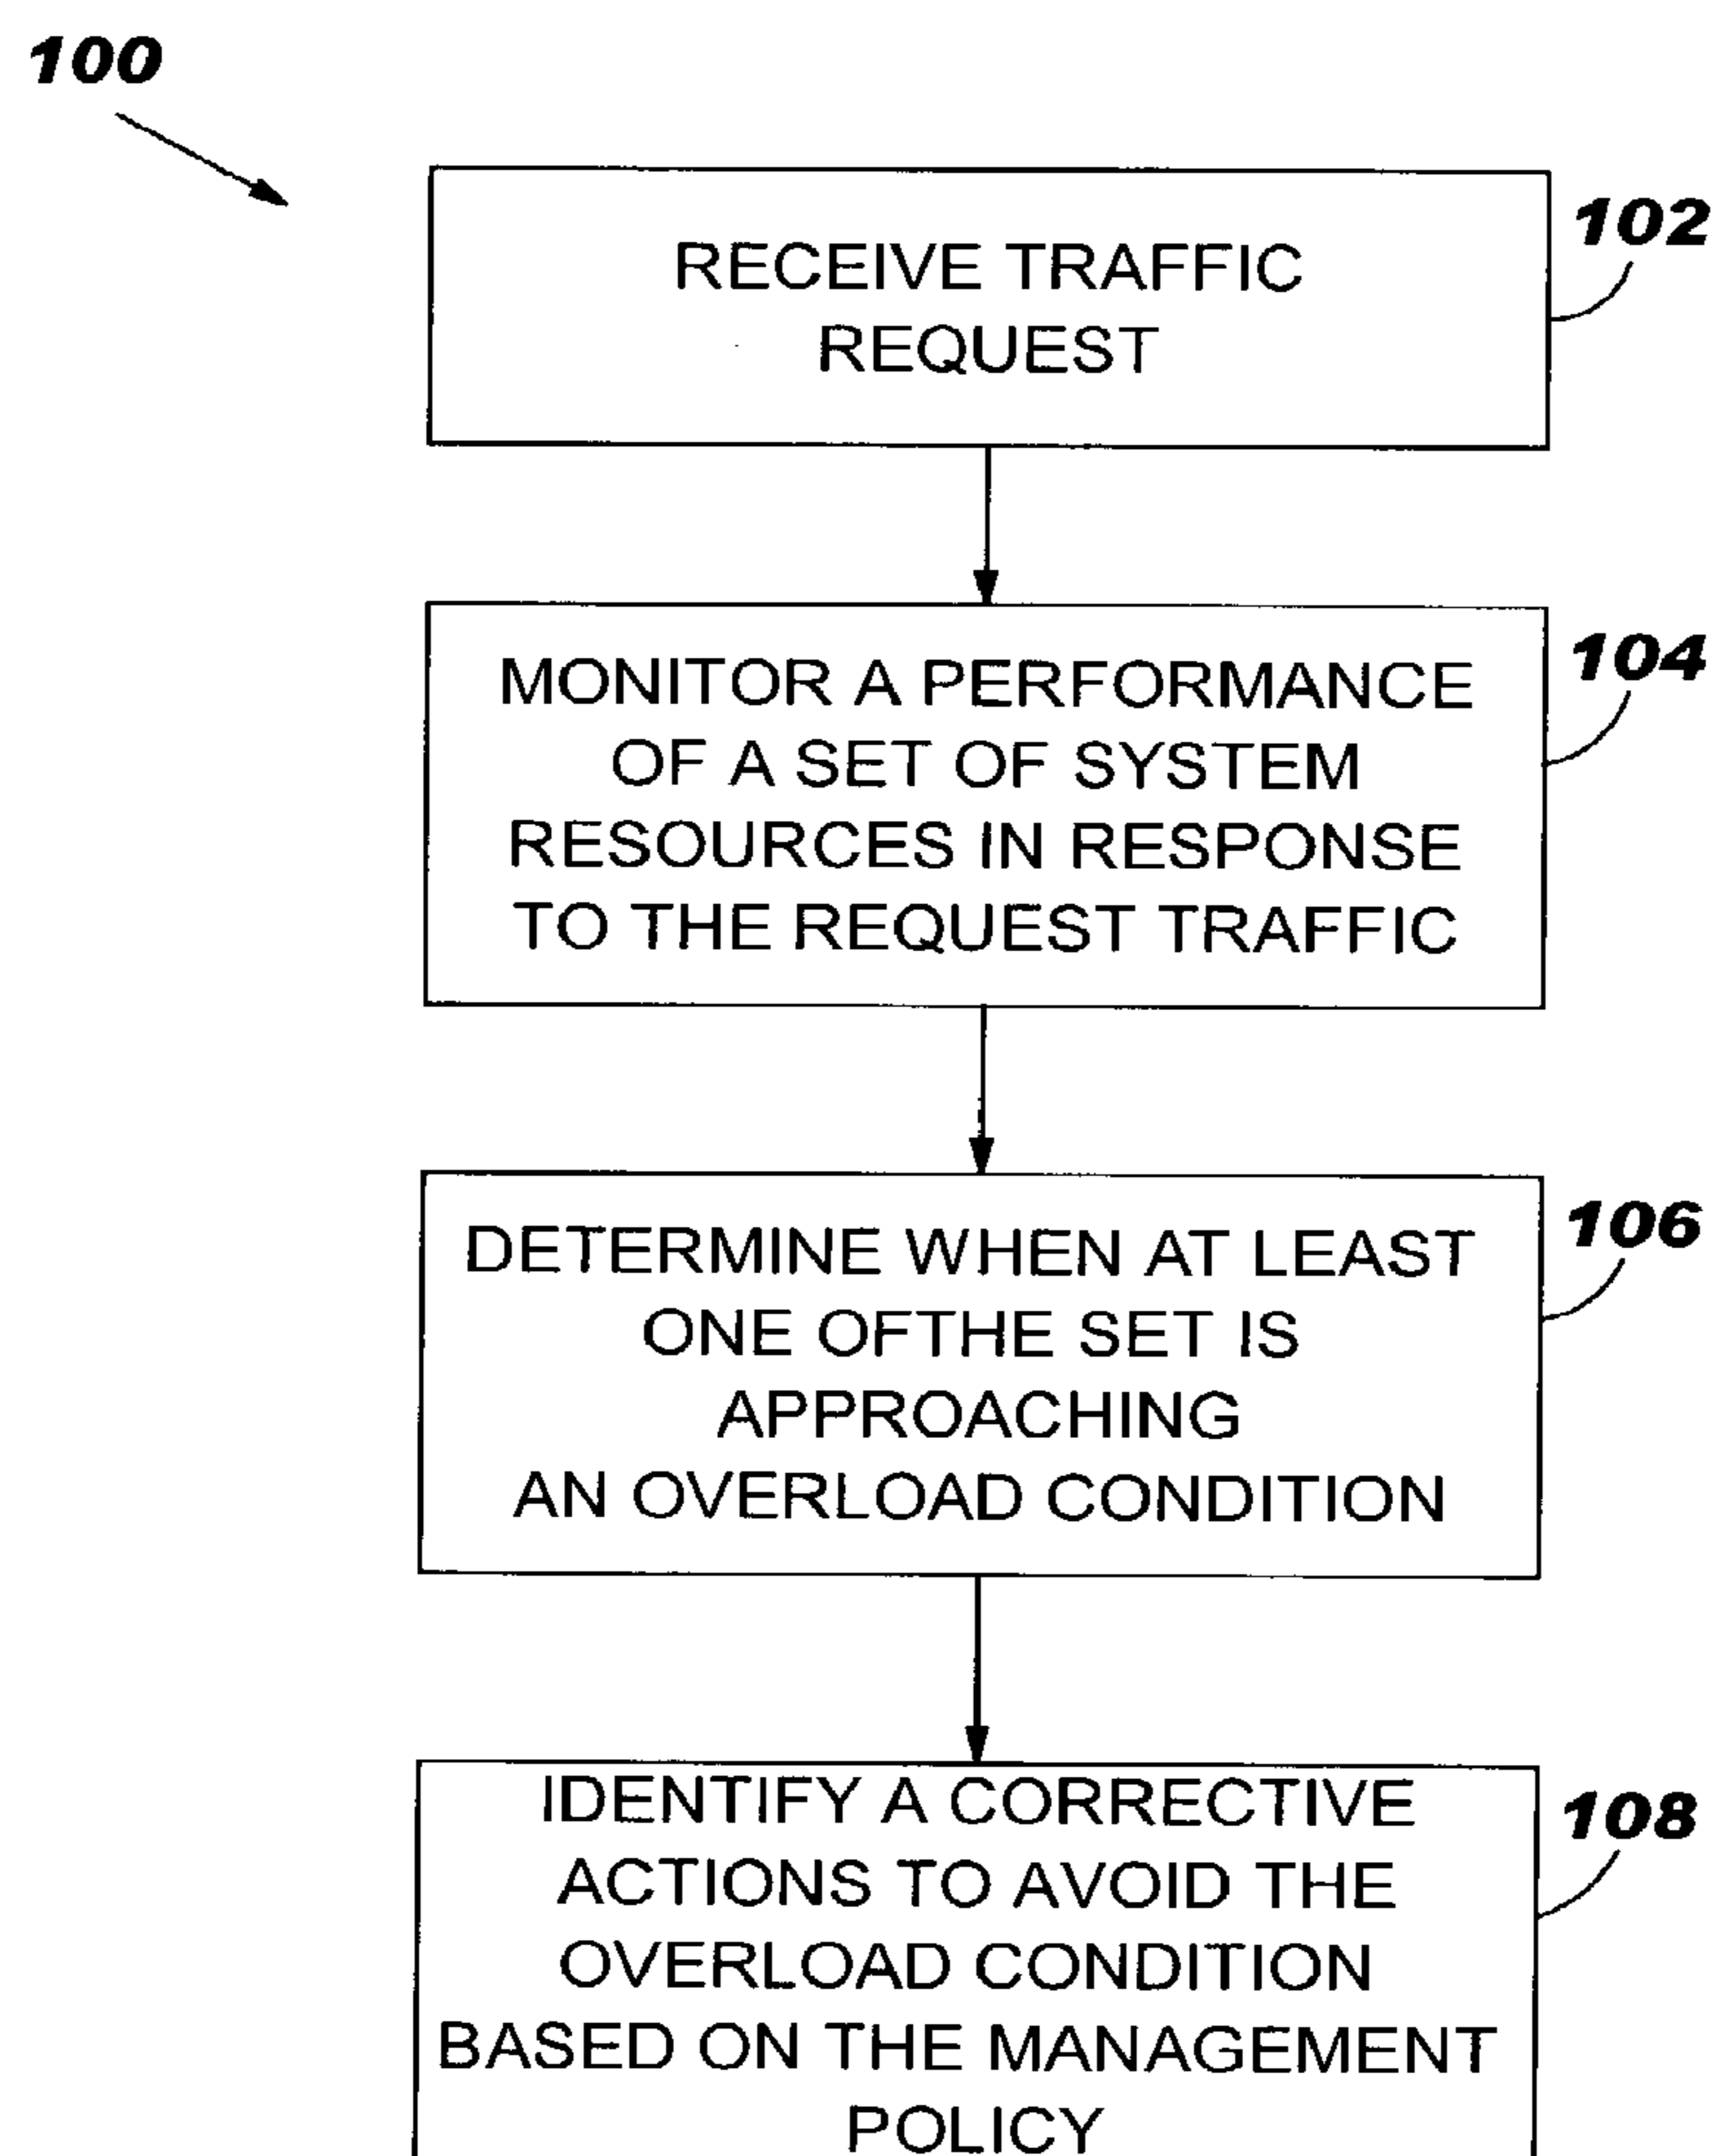 100
RECEIVE TRAFFIC
REQUEST
102
MONITOR A PERFORMANCE
OF A SET OF SYSTEM
RESOURCES IN RESPONSE
TO THE REQUEST TRAFFIC
104
DETERMINE WHEN AT LEAST
ONE OFTHE SET IS
APPROACHING
AN OVERLOAD CONDITION
106
IDENTIFY A CORRECTIVE
ACTIONS TO AVOID THE
OVERLOAD CONDITION
BASED ON THE MANAGEMENT
POLICY
108